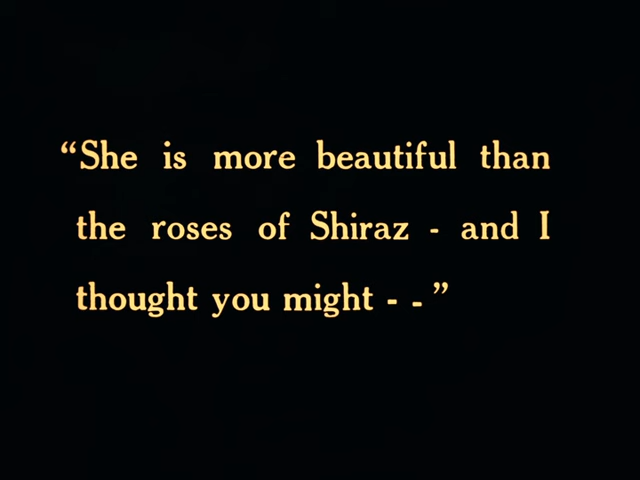 “She is more beautiful than
the roses of Shiraz - and I
thought you might - - ”